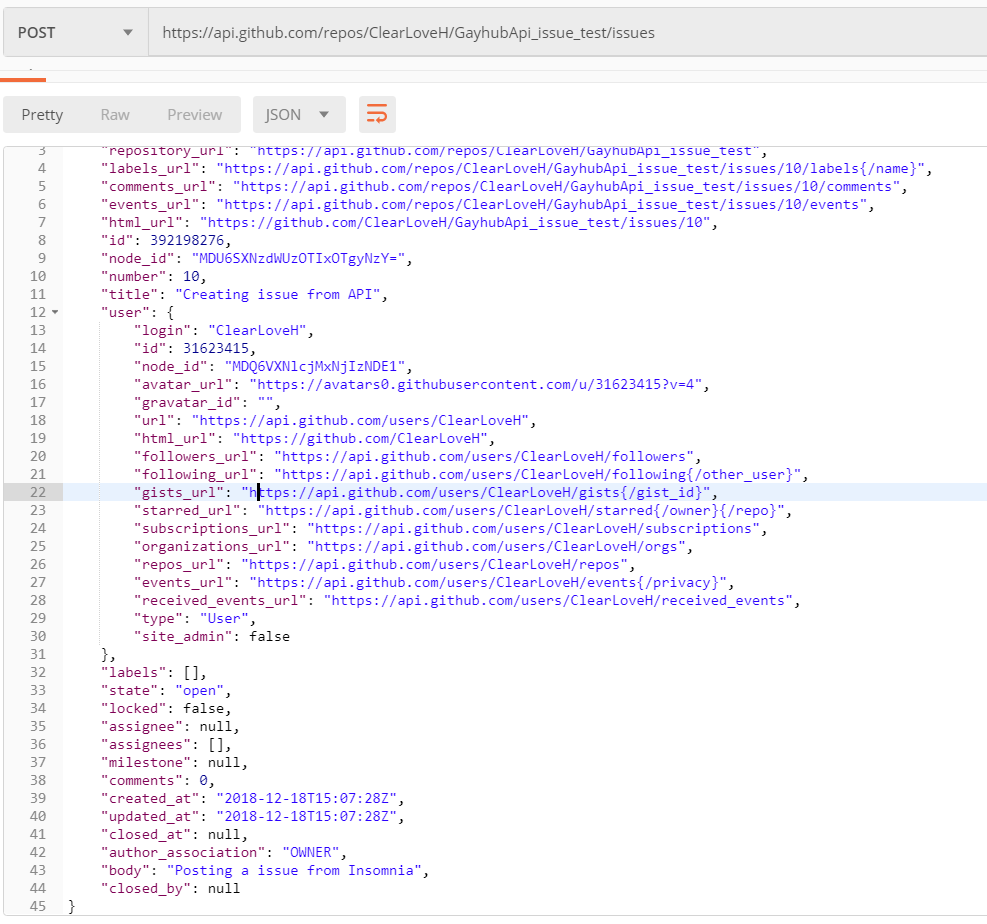 POST https://api.github.com/repos/ClearLoveH/GayhubApi_issue_test/issues
Pretty Raw Preview JSON
3 "repository_url": "https://api.github.com/repos/ClearLoveH/GayhubApi_issue_test",
4 "labels_url": "https://api.github.com/repos/ClearLoveH/GayhubApi_issue_test/issues/10/labels{/name}",
5 "comments_url": "https://api.github.com/repos/ClearLoveH/GayhubApi_issue_test/issues/10/comments",
6 "events_url": "https://api.github.com/repos/ClearLoveH/GayhubApi_issue_test/issues/10/events",
7 "html_url": "https://github.com/ClearLoveH/GayhubApi_issue_test/issues/10",
8 "id": 392198276,
9 "node_id": "MDU6SXNzdWUzOTIxOTgyNzY=",
10 "number": 10,
11 "title": "Creating issue from API",
12 "user": {
13 "login": "ClearLoveH",
14 "id": 31623415,
15 "node_id": "MDQ6VXNlcjMxNjIzNDE1",
16 "avatar_url": "https://avatars0.githubusercontent.com/u/31623415?v=4",
17 "gravatar_id": "",
18 "url": "https://api.github.com/users/ClearLoveH",
19 "html_url": "https://github.com/ClearLoveH",
20 "followers_url": "https://api.github.com/users/ClearLoveH/followers",
21 "following_url": "https://api.github.com/users/ClearLoveH/following{/other_user}",
22 "gists_url": "https://api.github.com/users/ClearLoveH/gists{/gist_id}",
23 "starred_url": "https://api.github.com/users/ClearLoveH/starred{/owner}{/repo}",
24 "subscriptions_url": "https://api.github.com/users/ClearLoveH/subscriptions",
25 "organizations_url": "https://api.github.com/users/ClearLoveH/orgs",
26 "repos_url": "https://api.github.com/users/ClearLoveH/repos",
27 "events_url": "https://api.github.com/users/ClearLoveH/events{/privacy}",
28 "received_events_url": "https://api.github.com/users/ClearLoveH/received_events",
29 "type": "User",
30 "site_admin": false
31 },
32 "labels": [],
33 "state": "open",
34 "locked": false,
35 "assignee": null,
36 "assignees": [],
37 "milestone": null,
38 "comments": 0,
39 "created_at": "2018-12-18T15:07:28Z",
40 "updated_at": "2018-12-18T15:07:28Z",
41 "closed_at": null,
42 "author_association": "OWNER",
43 "body": "Posting a issue from Insomnia",
44 "closed_by": null
45 }